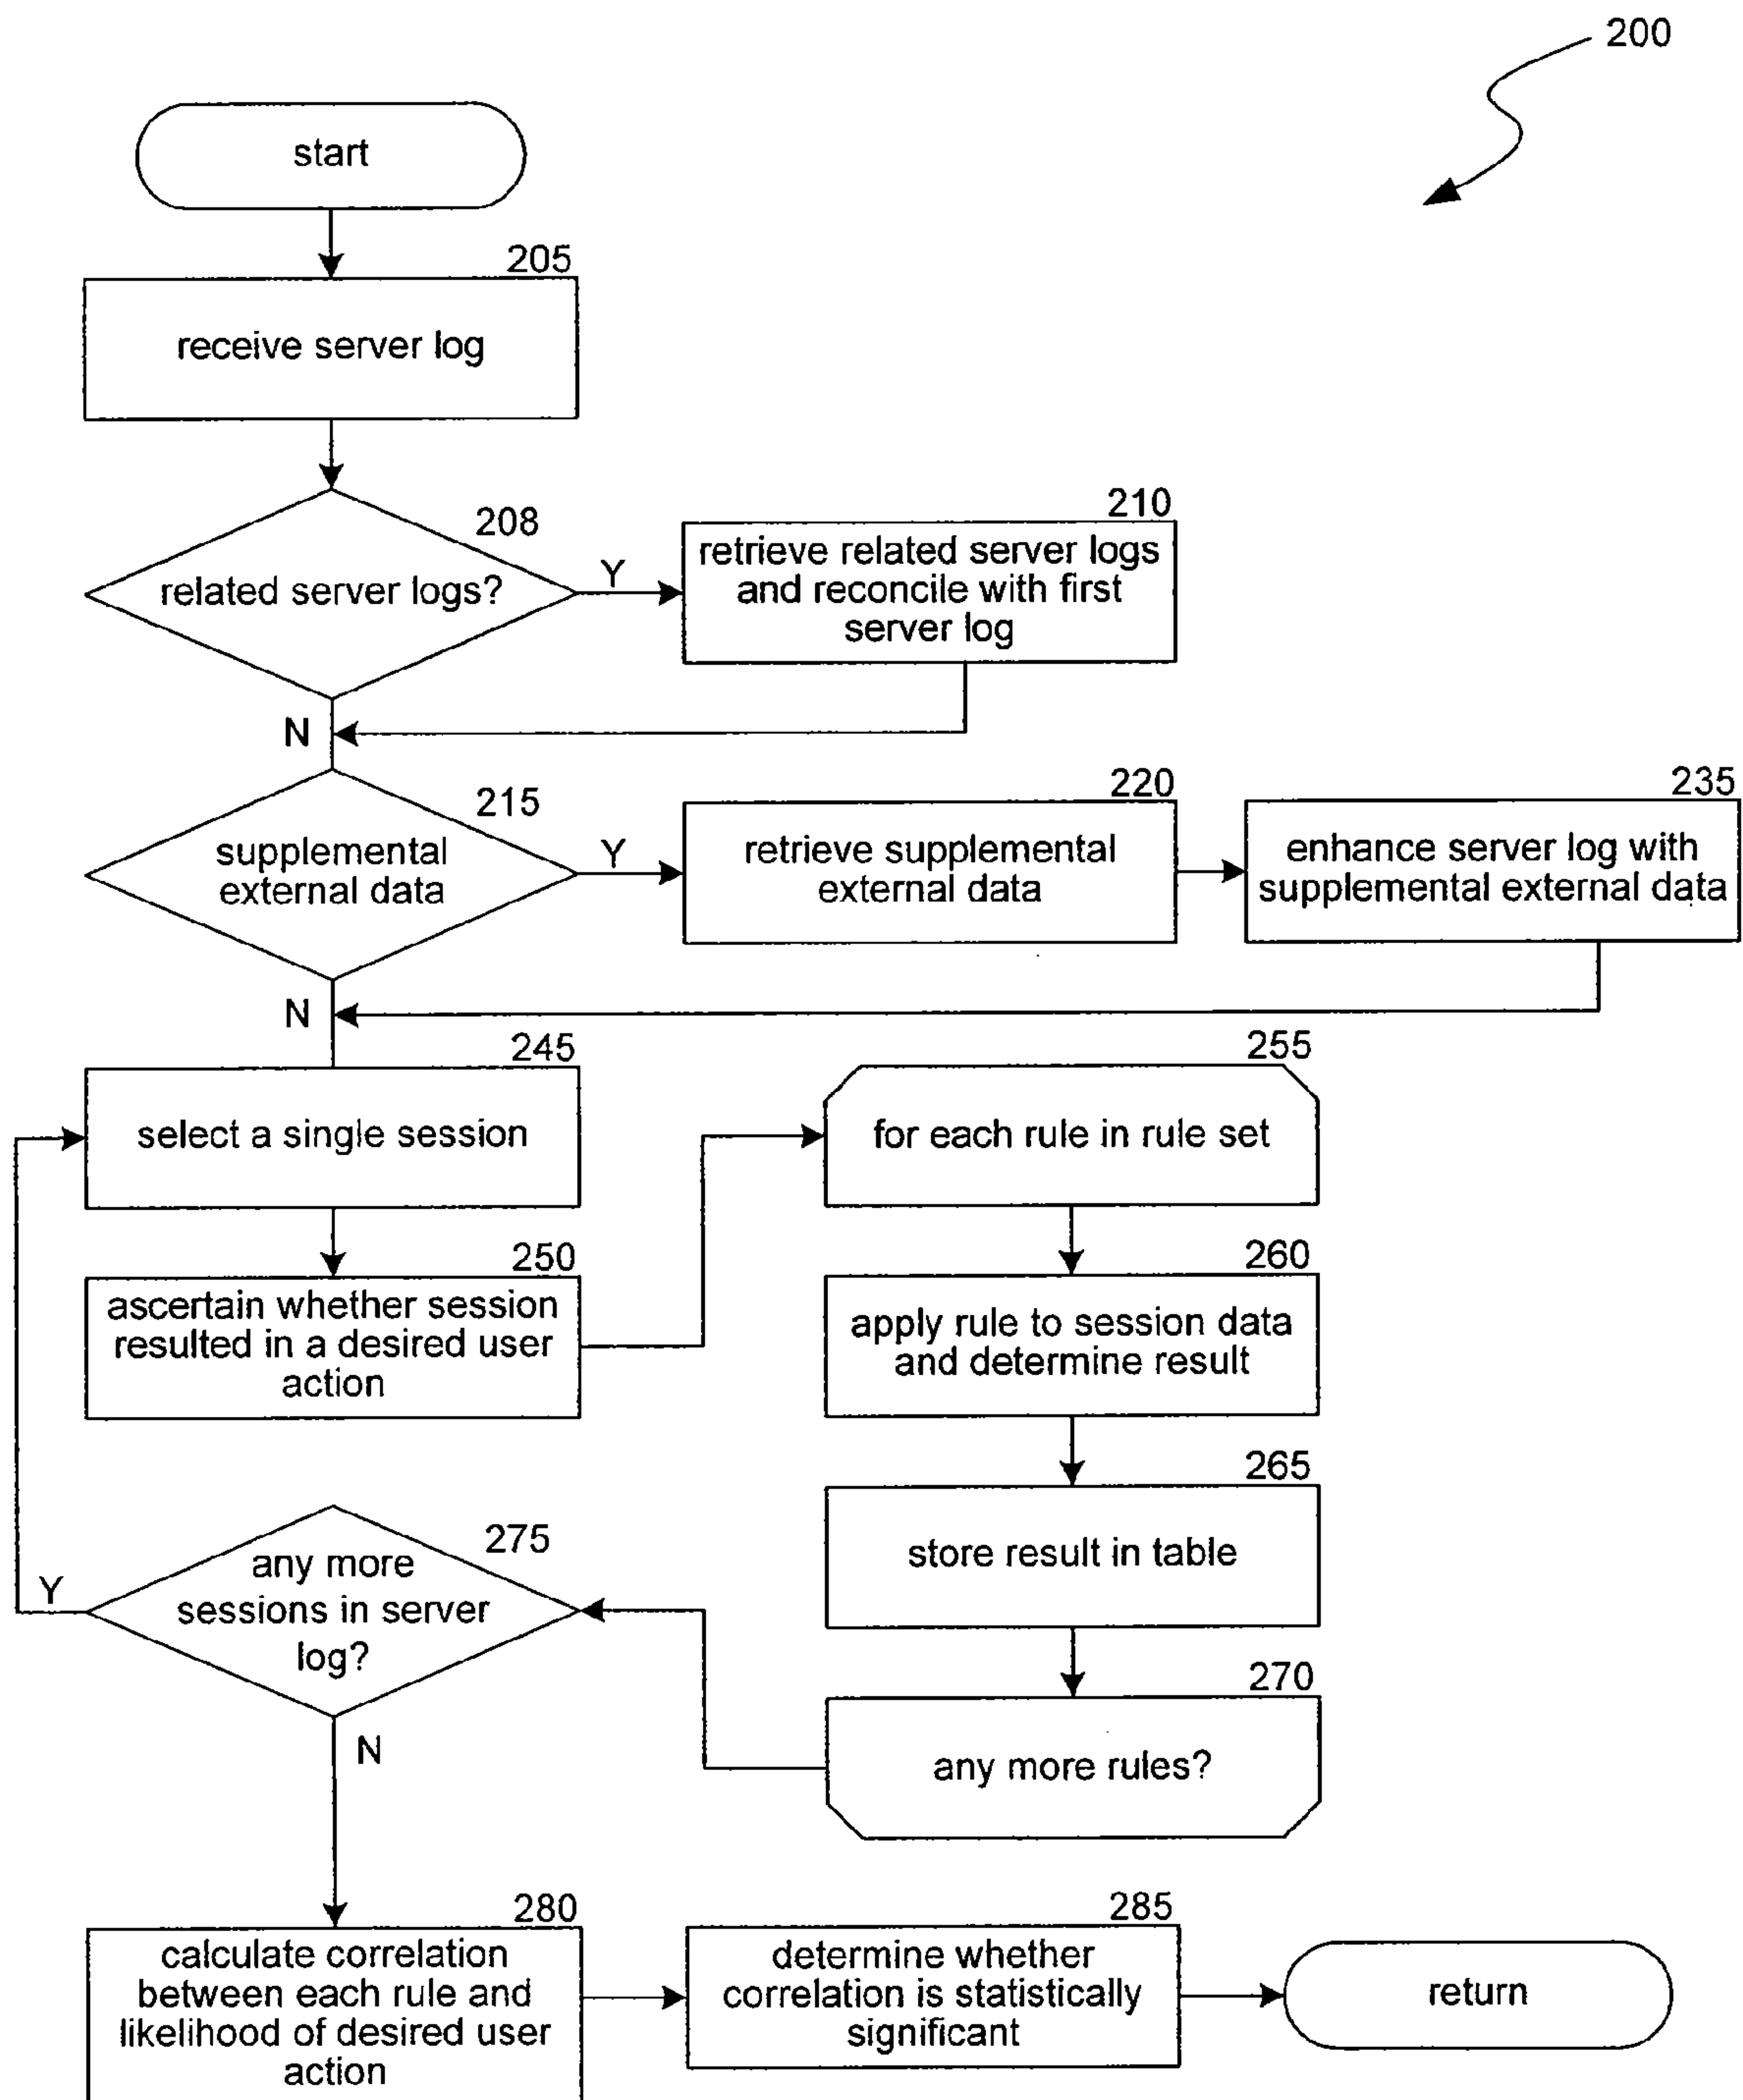 200
start
205
receive server log
208
related server logs?
Y
N
210
retrieve related server logs
and reconcile with first
server log
215
supplemental
external data
Y
N
220
retrieve supplemental
external data
235
enhance server log with
supplemental external data
245
select a single session
250
ascertain whether session
resulted in a desired user
action
255
for each rule in rule set
260
apply rule to session data
and determine result
265
store result in table
270
any more rules?
275
any more
sessions in server
log?
Y
N
280
calculate correlation
between each rule and
likelihood of desired user
action
285
determine whether
correlation is statistically
significant
return